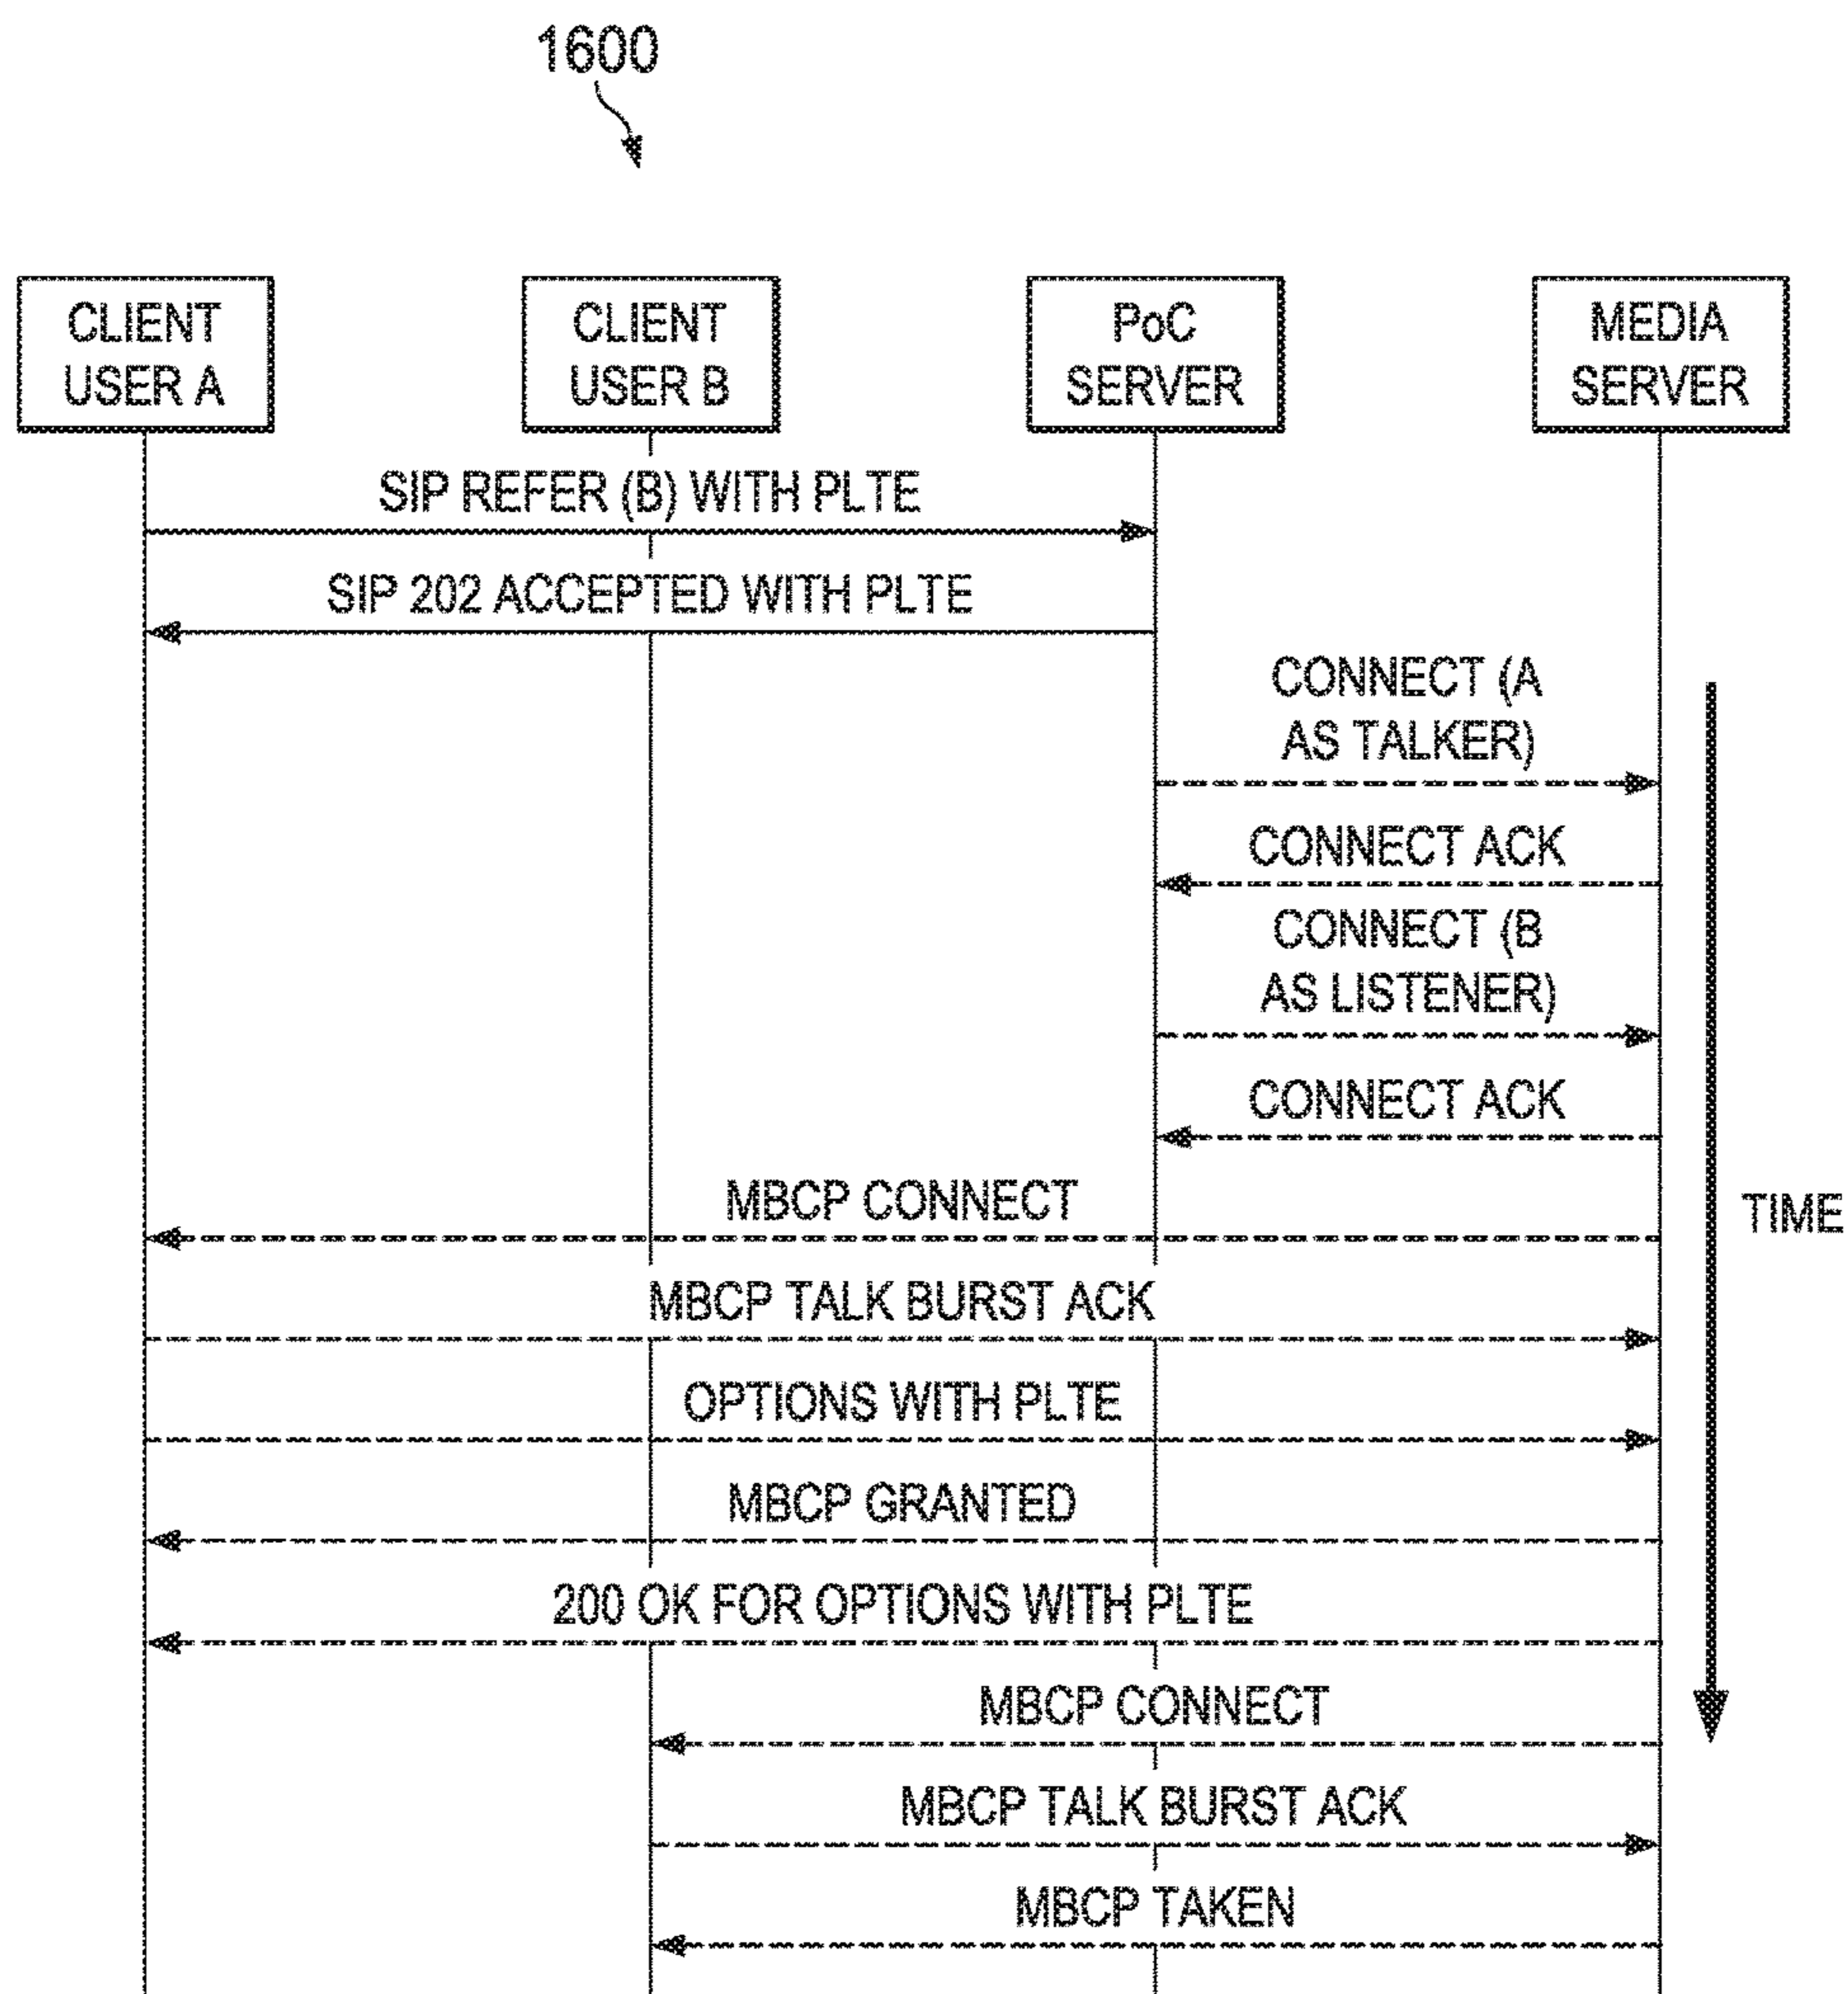 1600
CLIENT
USER A
CLIENT
USER B
PoC
SERVER
MEDIA
SERVER
SIP REFER (B) WITH PLTE
SIP 202 ACCEPTED WITH PLTE
CONNECT (A
AS TALKER)
CONNECT ACK
CONNECT (B
AS LISTENER)
CONNECT ACK
MBCP CONNECT
TIME
MBCP TALK BURST ACK
OPTIONS WITH PLTE
MBCP GRANTED
200 OK FOR OPTIONS WITH PLTE
MBCP CONNECT
MBCP TALK BURST ACK
MBCP TAKEN